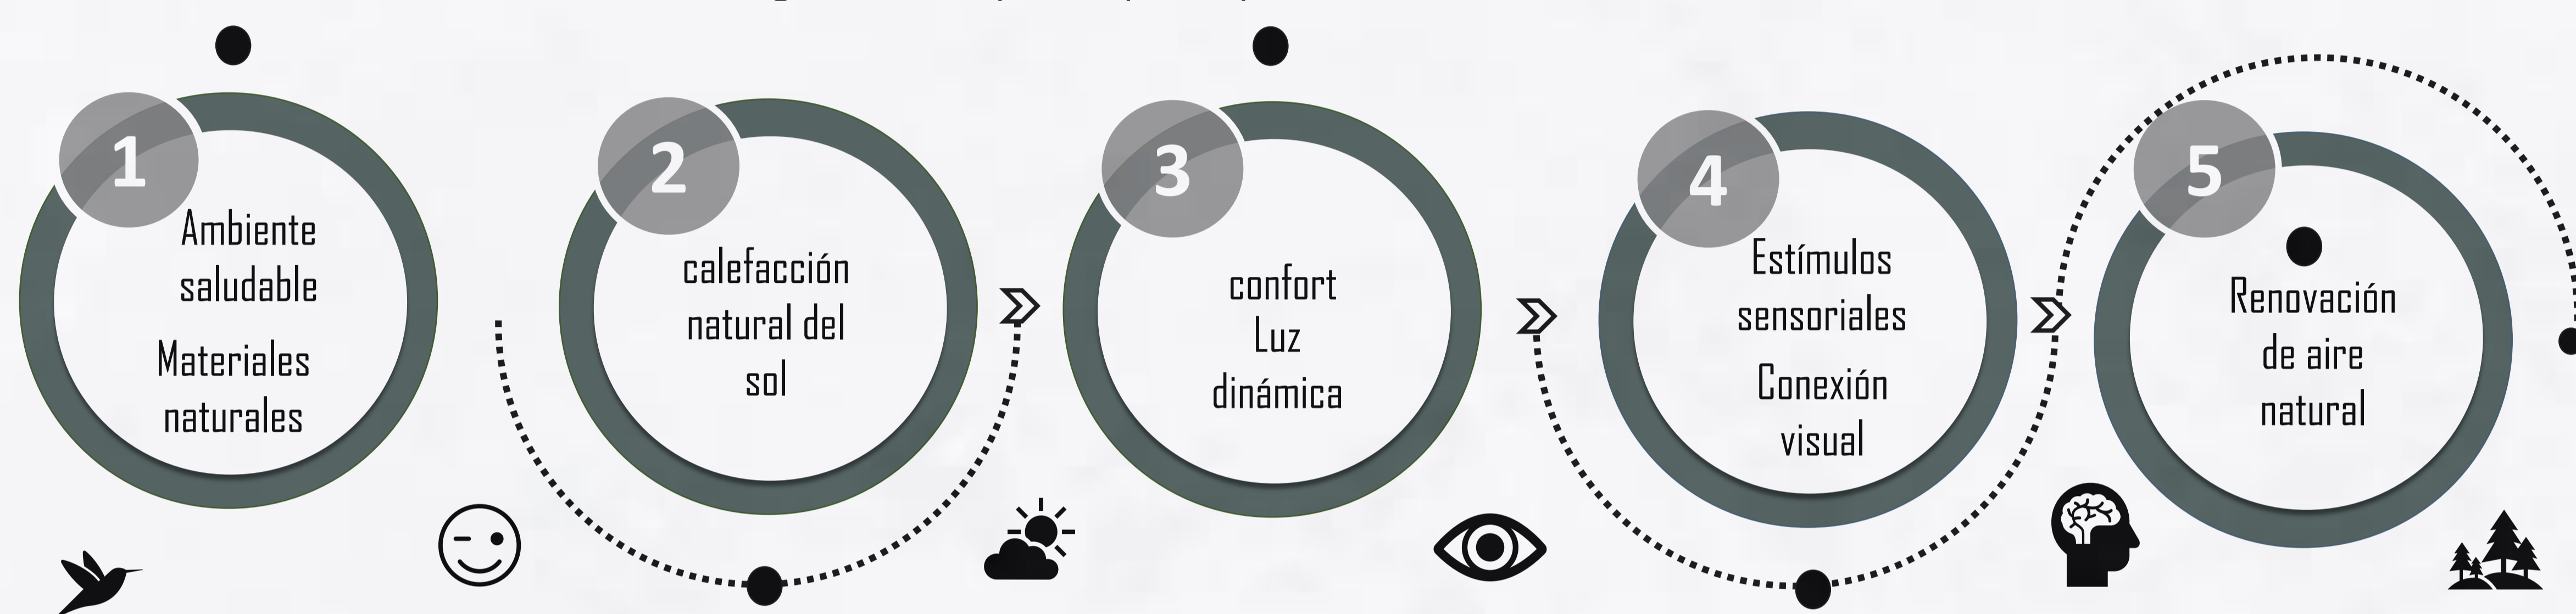 1
Ambiente
saludable
Materiales
naturales
2
calefacción
natural del
sol
3
confort
Luz
dinámica
4
Estímulos
sensoriales
Conexión
visual
5
Renovación
de aire
natural